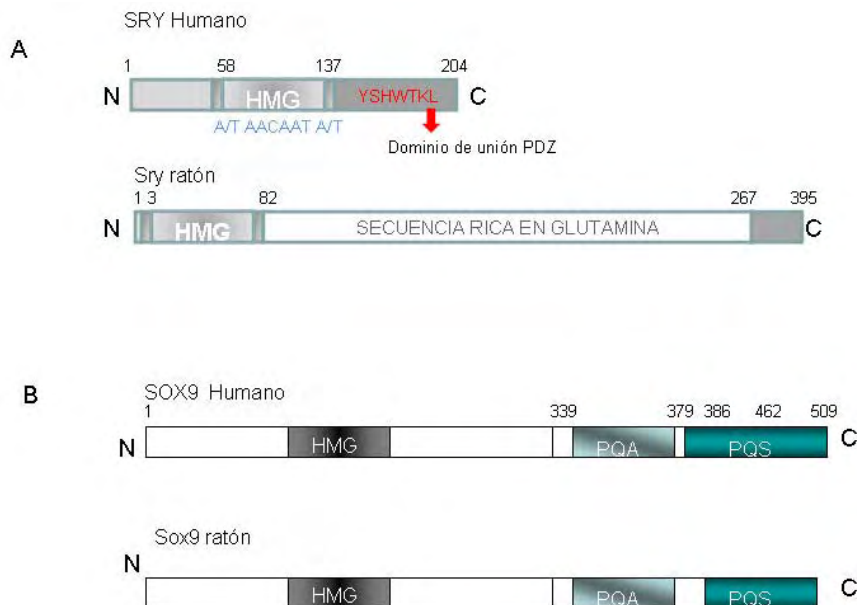 SRY Humano
A
1 58 137 204
N HMG YSHWTKL C
A/T AACAAT A/T
Dominio de unión PDZ
Sry ratón
1 3 82 267 395
N HMG SECUENCIA RICA EN GLUTAMINA C
B
SOX9 Humano
1 339 379 386 462 509
N HMG PQA PQS C
Sox9 ratón
N HMG PQA PQS C